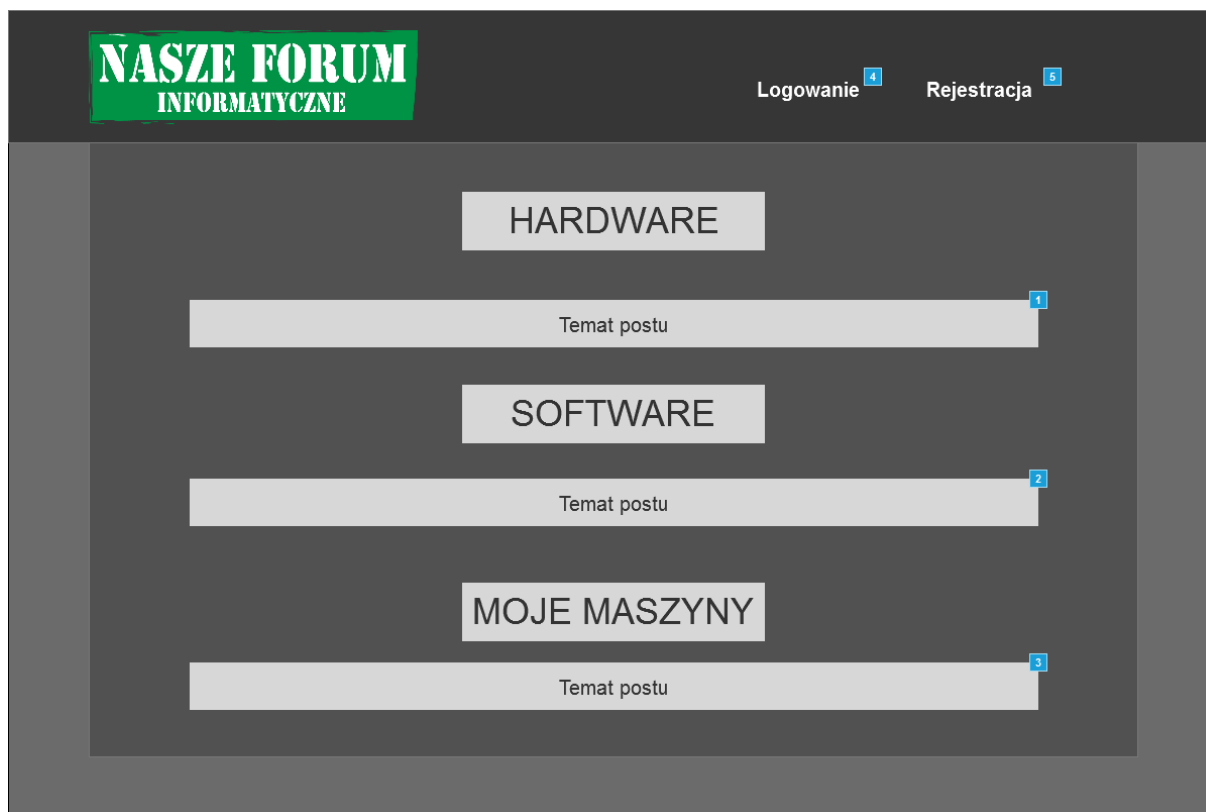 NASZE FORUM
INFORMATYCZNE
Logowanie 4
Rejestracja 5
HARDWARE
1
Temat postu
SOFTWARE
2
Temat postu
MOJE MASZYNY
3
Temat postu